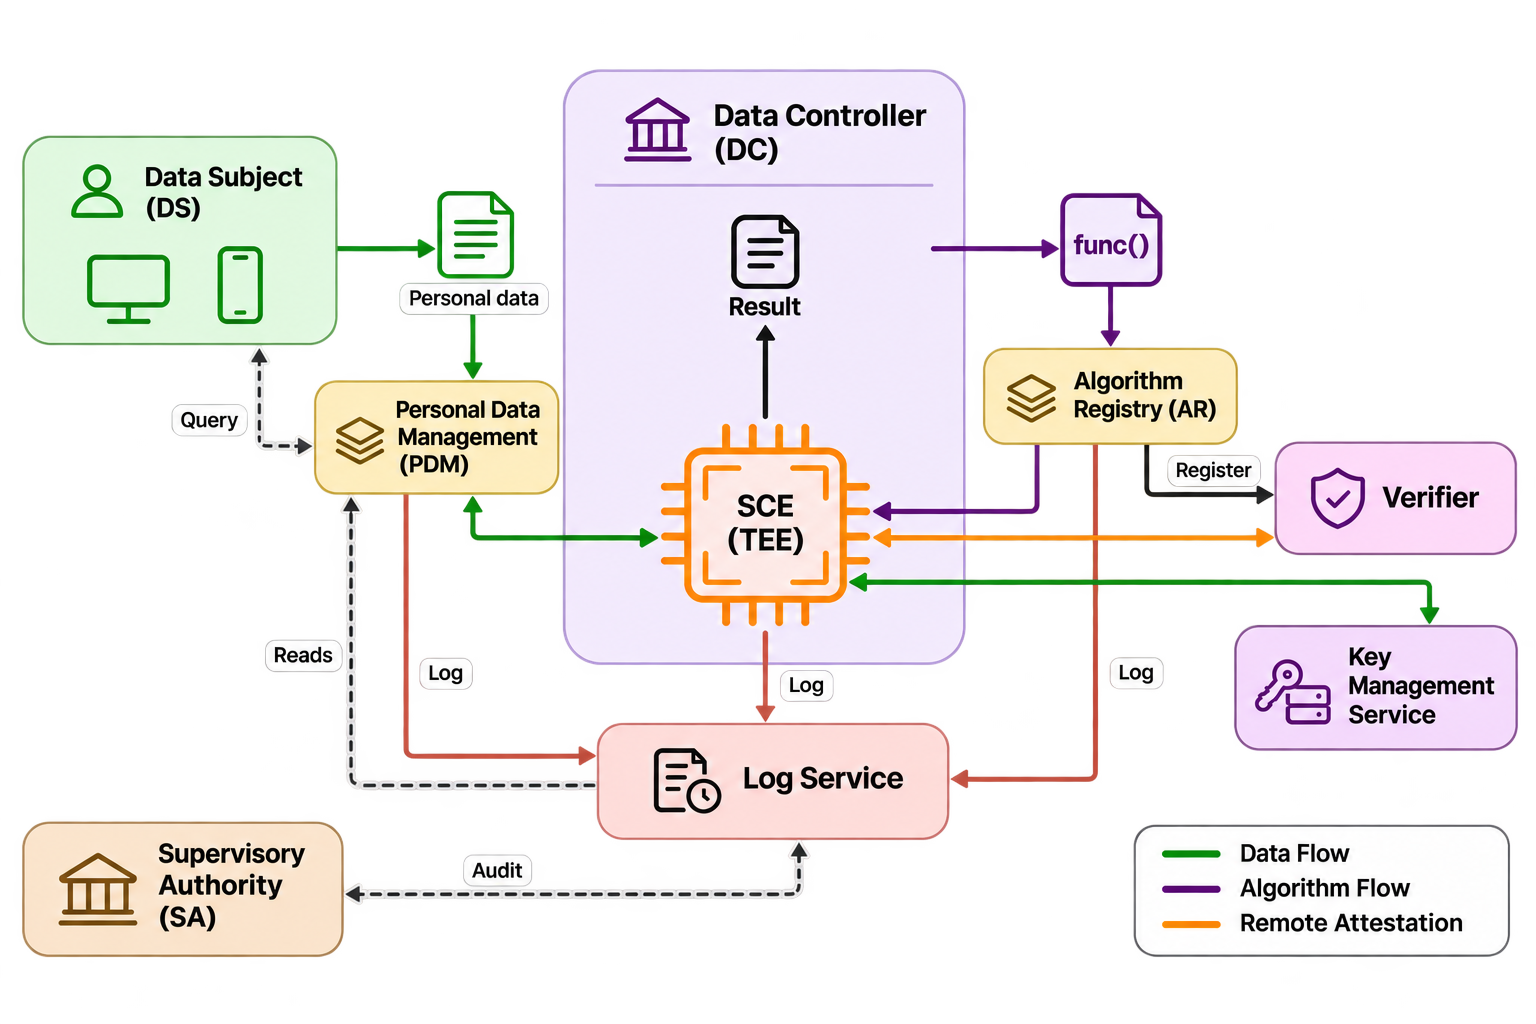 Data Controller
(DC)
Data Subject
(DS)
func()
Personal data
Result
Algorithm
Registry (AR)
Query
Personal Data
Management
(PDM)
Register
Verifier
SCE
(TEE)
Reads
Log
Log
Log
Key
Management
Service
Log Service
Supervisory
Authority
(SA)
Audit
Data Flow
Algorithm Flow
Remote Attestation